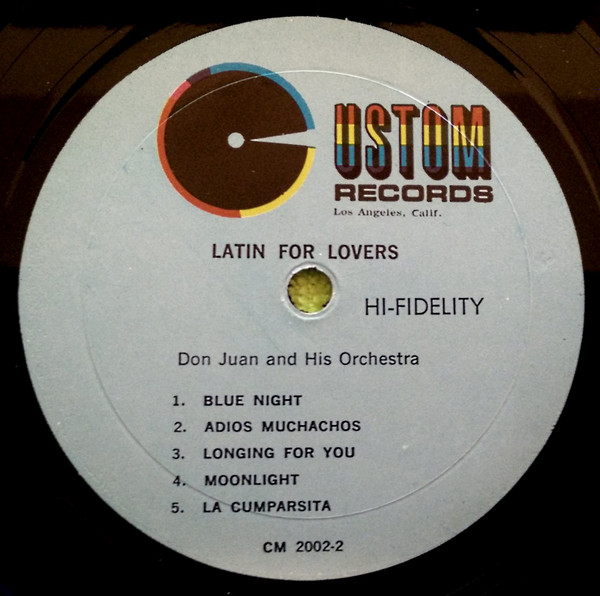 CUSTOM
RECORDS
Los Angeles, Calif.
LATIN FOR LOVERS
HI-FIDELITY
Don Juan and His Orchestra
1. BLUE NIGHT
2. ADIOS MUCHACHOS
3. LONGING FOR YOU
4. MOONLIGHT
5. LA CUMPARSITA
CM 2002-2